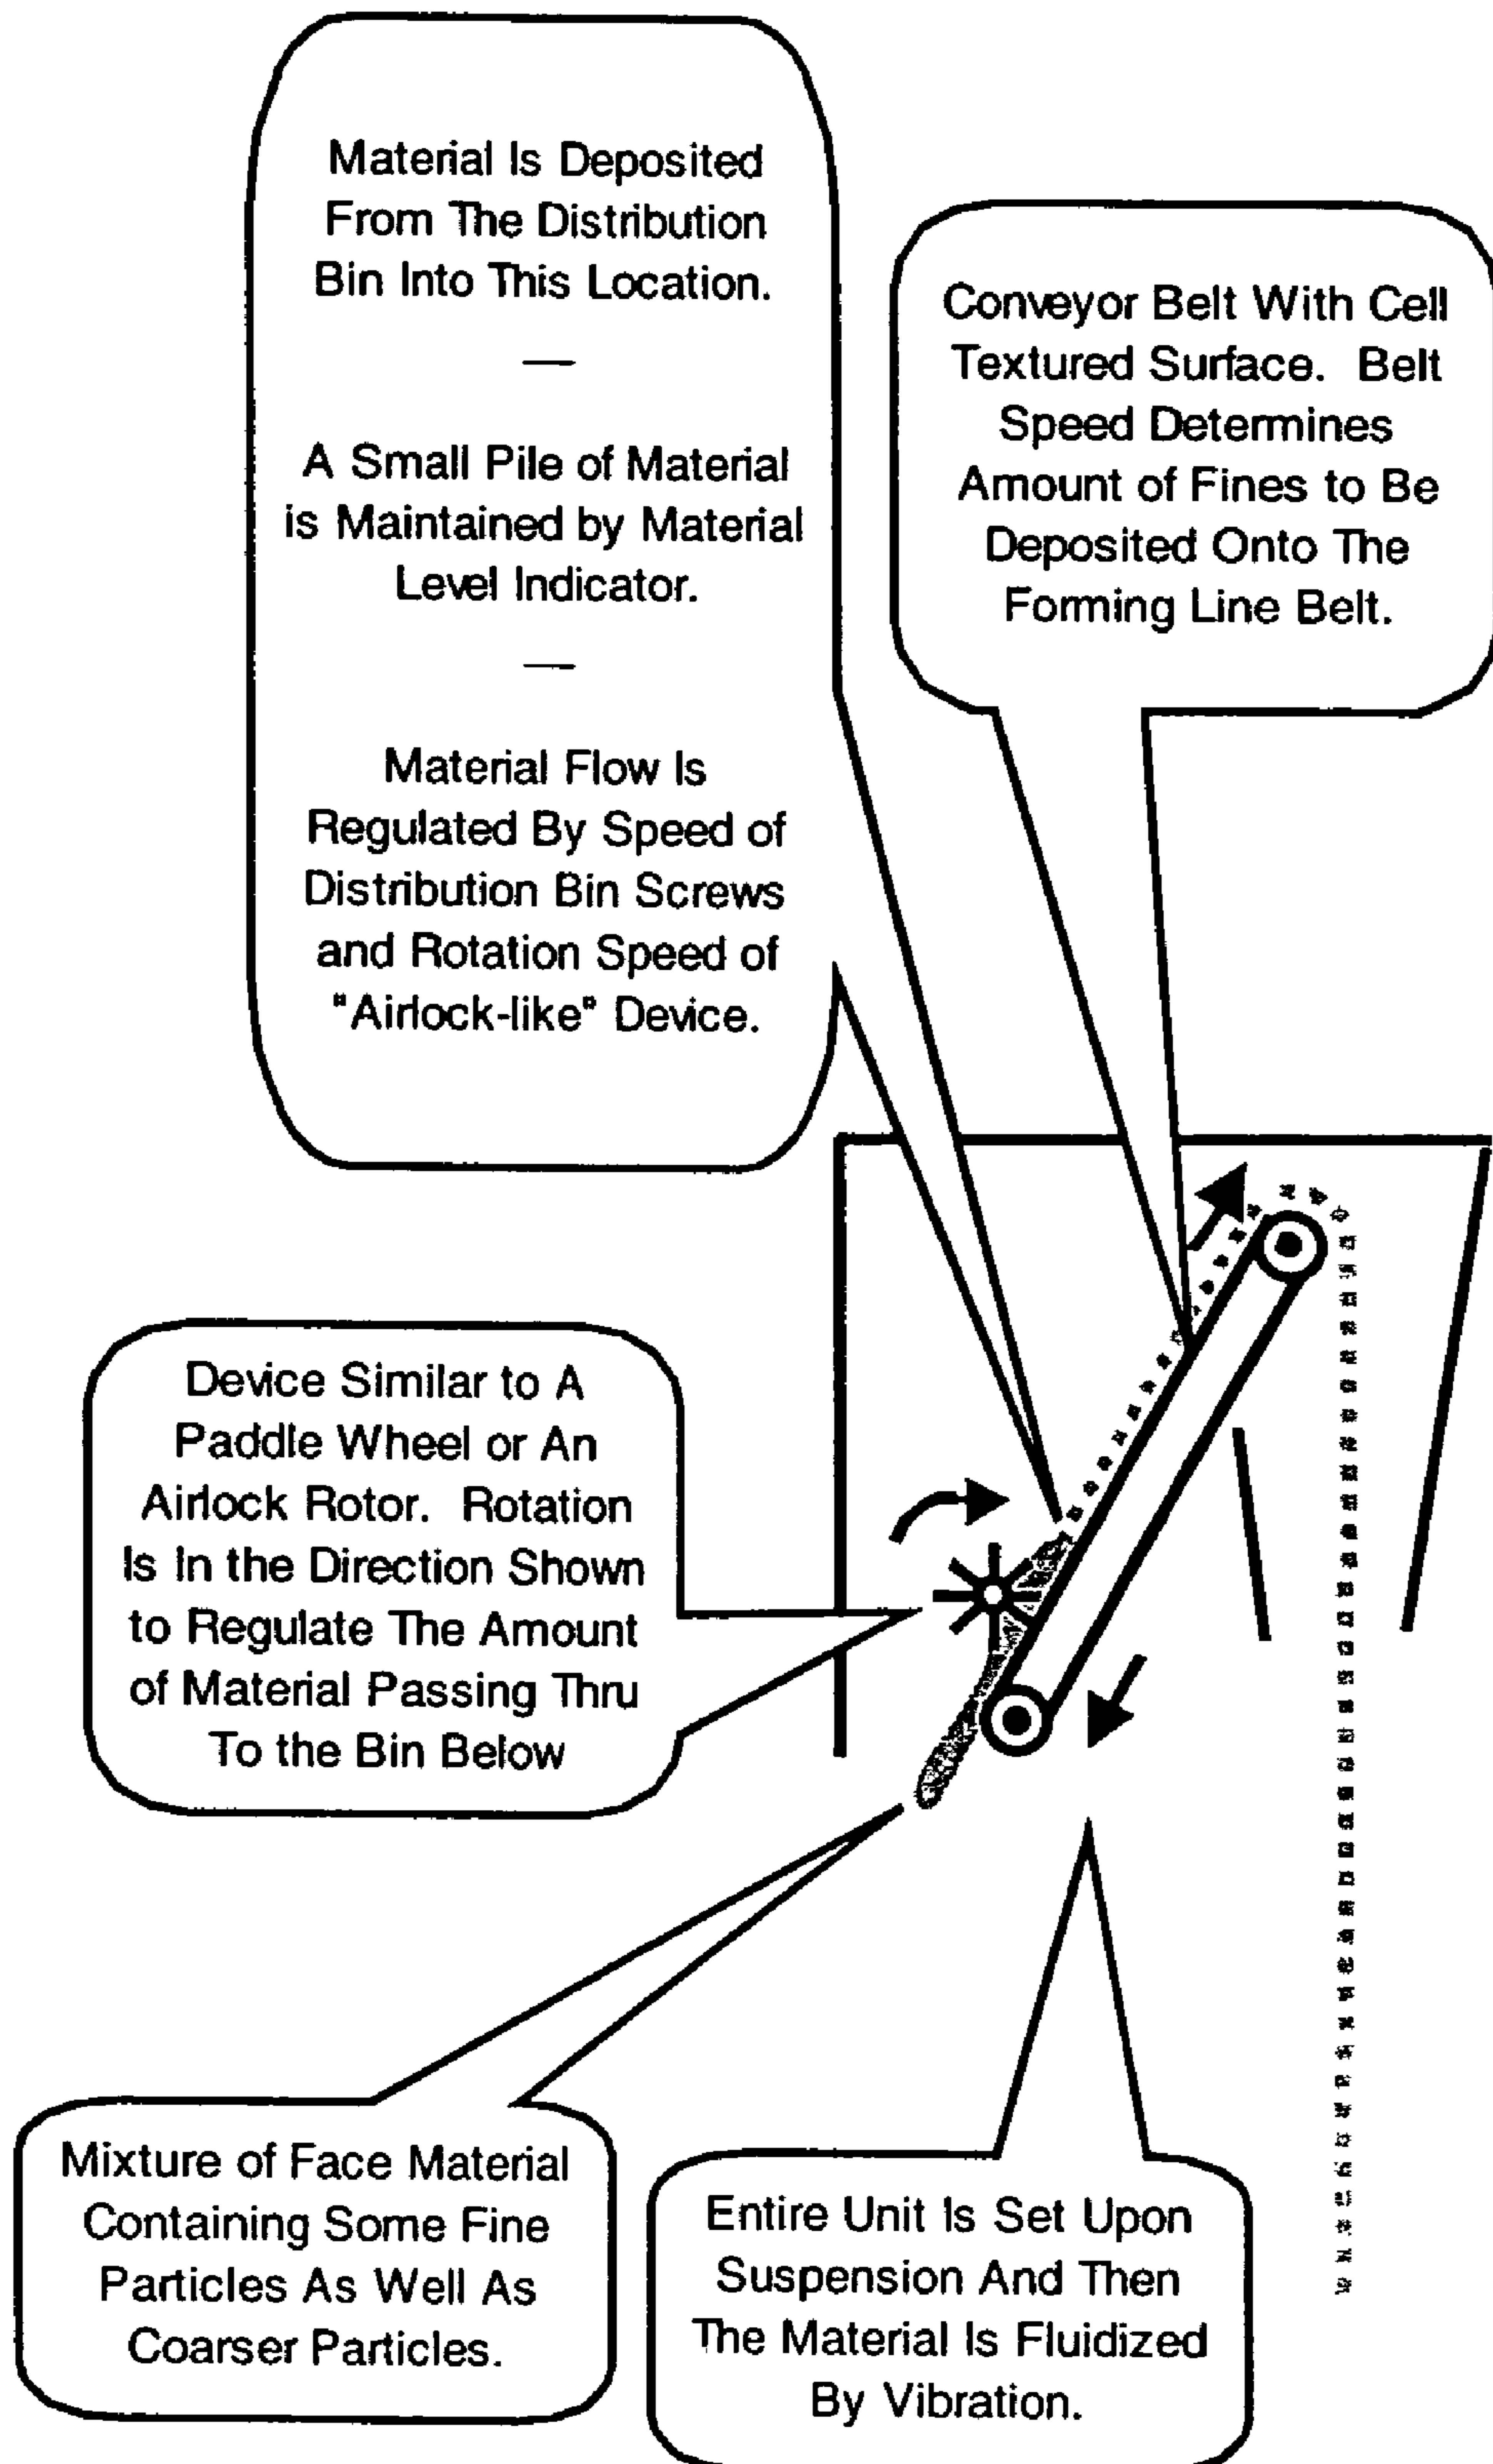 Material Is Deposited
From The Distribution
Bin Into This Location.
—
A Small Pile of Material
is Maintained by Material
Level Indicator.
—
Material Flow Is
Regulated By Speed of
Distribution Bin Screws
and Rotation Speed of
"Airlock-like" Device.
Conveyor Belt With Cell
Textured Surface. Belt
Speed Determines
Amount of Fines to Be
Deposited Onto The
Forming Line Belt.
Device Similar to A
Paddle Wheel or An
Airlock Rotor. Rotation
Is In the Direction Shown
to Regulate The Amount
of Material Passing Thru
To the Bin Below
Mixture of Face Material
Containing Some Fine
Particles As Well As
Coarser Particles.
Entire Unit Is Set Upon
Suspension And Then
The Material Is Fluidized
By Vibration.